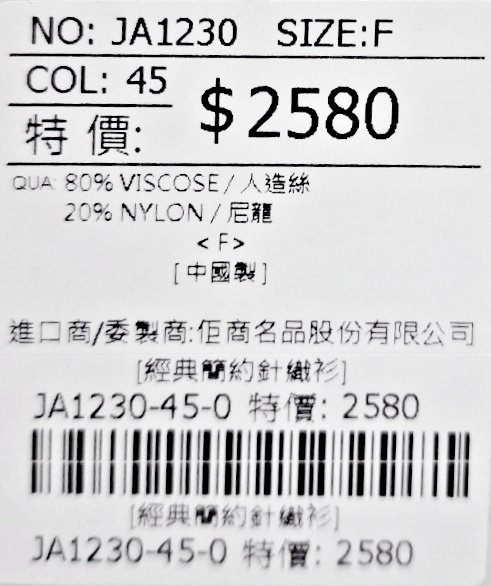 NO: JA1230 SIZE:F
COL: 45
特價: $2580
QUA: 80% VISCOSE / 人造絲
20% NYLON / 尼龍
< F >
[ 中國製 ]
進口商/委製商:佢商名品股份有限公司
[經典簡約針織衫]
JA1230-45-0 特價: 2580
[經典簡約針織衫]
JA1230-45-0 特價: 2580